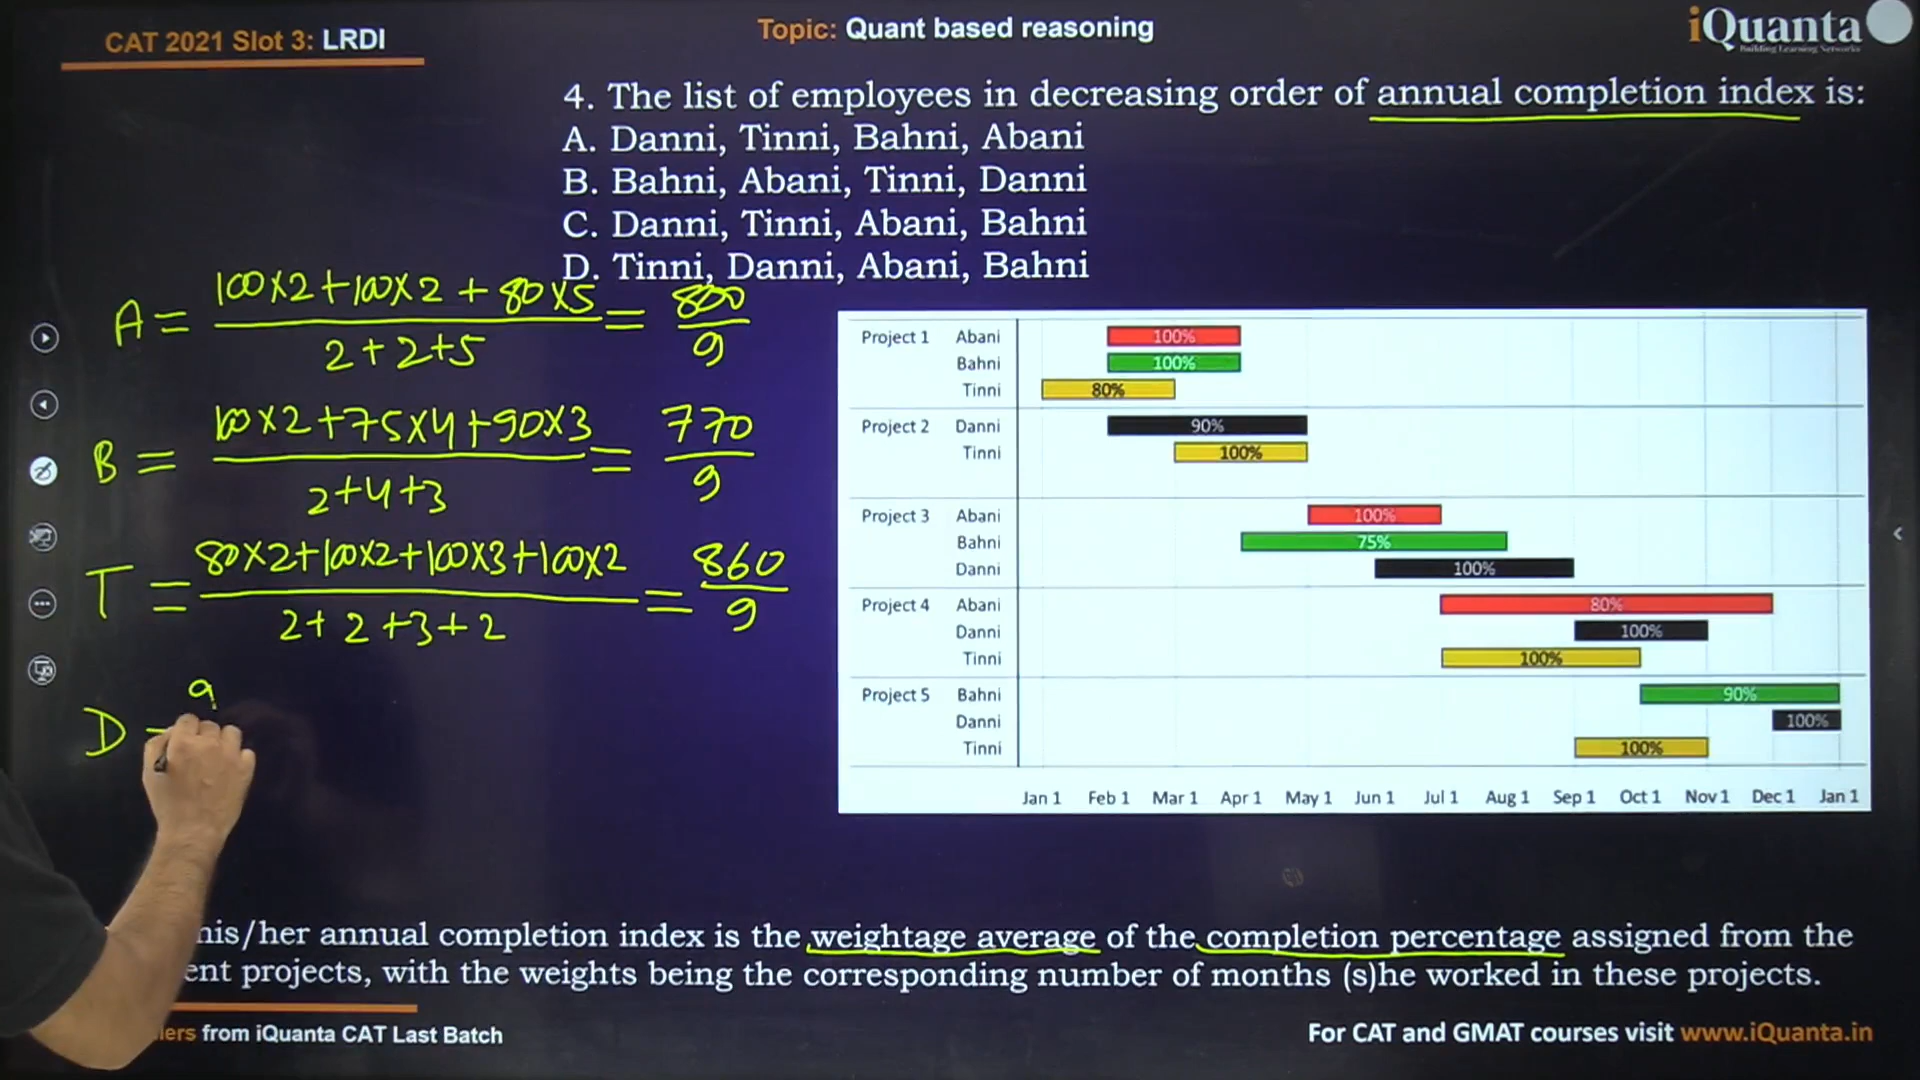 CAT 2021 Slot 3: LRDI
Topic: Quant based reasoning
iQuanta
Building Learning Networks
4. The list of employees in decreasing order of annual completion index is:
A. Danni, Tinni, Bahni, Abani
B. Bahni, Abani, Tinni, Danni
C. Danni, Tinni, Abani, Bahni
D. Tinni, Danni, Abani, Bahni
A = 100×2+100×2+80×5 / 2+2+5 = 800/9
B = 100×2+75×4+90×3 / 2+4+3 = 770/9
T = 80×2+100×2+100×3+100×2 / 2+2+3+2 = 860/9
D 9
Project 1 Abani 100%
Bahni 100%
Tinni 80%
Project 2 Danni 90%
Tinni 100%
Project 3 Abani 100%
Bahni 75%
Danni 100%
Project 4 Abani 80%
Danni 100%
Tinni 100%
Project 5 Bahni 90%
Danni 100%
Tinni 100%
Jan 1 Feb 1 Mar 1 Apr 1 May 1 Jun 1 Jul 1 Aug 1 Sep 1 Oct 1 Nov 1 Dec 1 Jan 1
his/her annual completion index is the weightage average of the completion percentage assigned from the
ent projects, with the weights being the corresponding number of months (s)he worked in these projects.
from iQuanta CAT Last Batch
For CAT and GMAT courses visit www.iQuanta.in